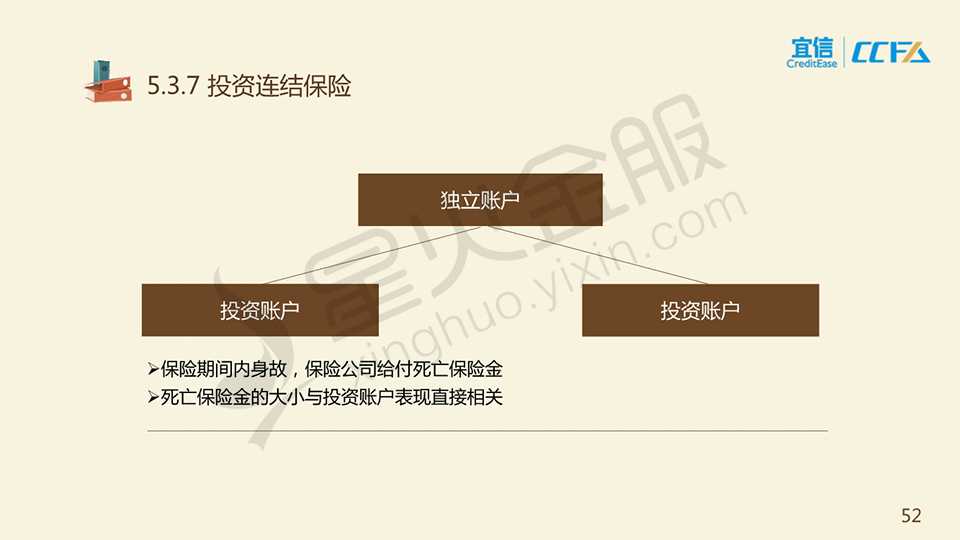 宜信
CreditEase
CCFA
5.3.7 投资连结保险
独立账户
投资账户
投资账户
保险期间内身故，保险公司给付死亡保险金
死亡保险金的大小与投资账户表现直接相关
星火金服
xinghuo.yixin.com
52